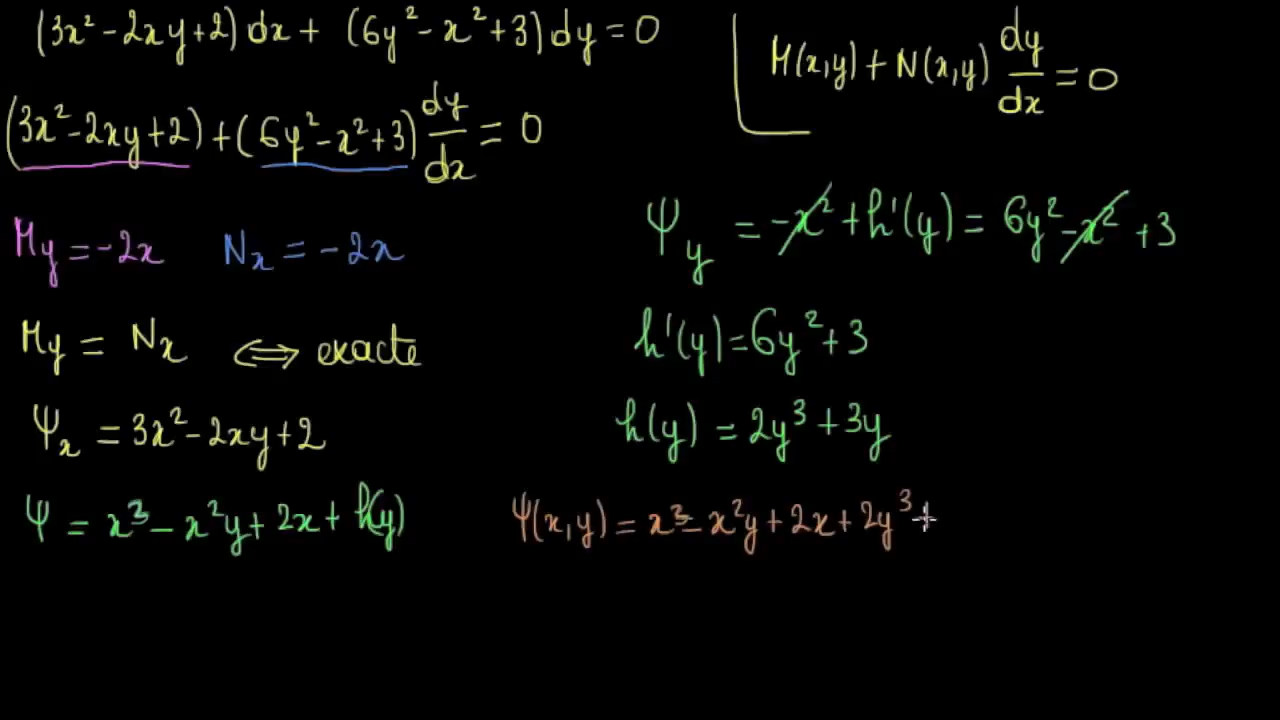 (3x² - 2xy + 2) dx + (6y² - x² + 3) dy = 0
(3x² - 2xy + 2) + (6y² - x² + 3) dy/dx = 0
My = -2x Nx = -2x
My = Nx ⟺ exacte
Ψx = 3x² - 2xy + 2
Ψ = x³ - x²y + 2x + h(y)
M(x,y) + N(x,y) dy/dx = 0
Ψy = -x² + h'(y) = 6y² - x² + 3
h'(y) = 6y² + 3
h(y) = 2y³ + 3y
Ψ(x,y) = x³ - x²y + 2x + 2y³ +